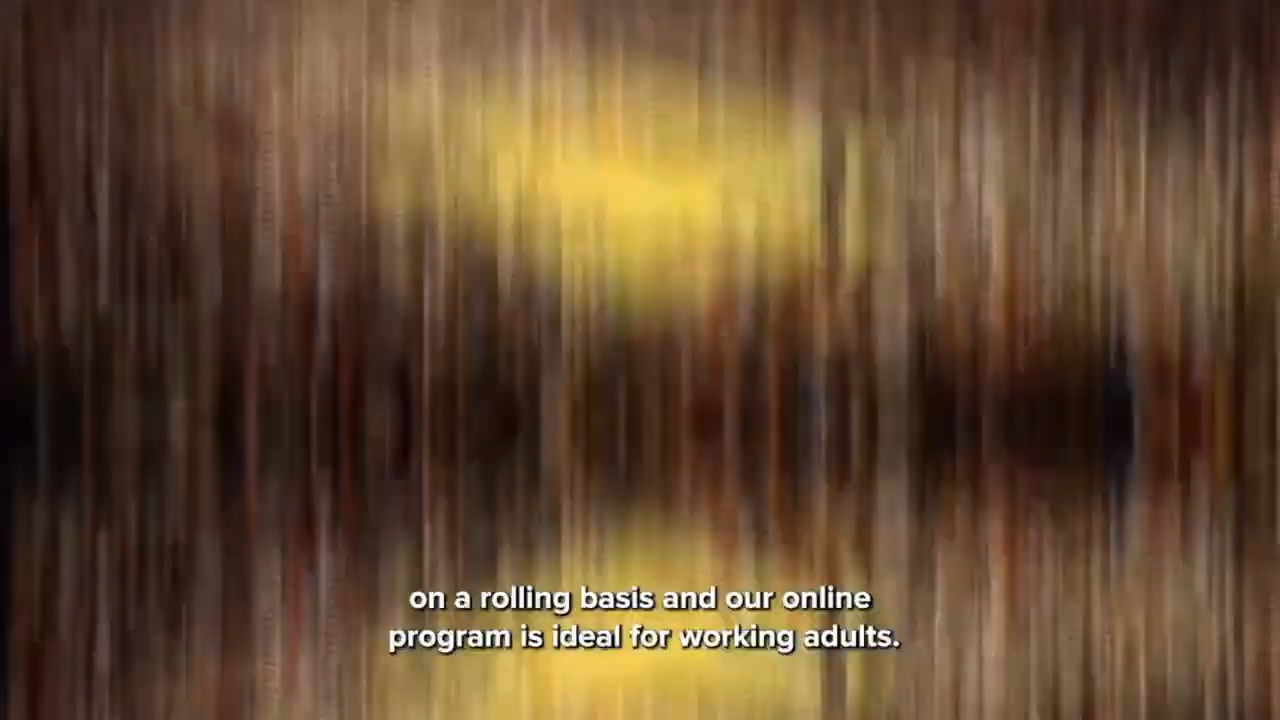 on a rolling basis and our online
program is ideal for working adults.